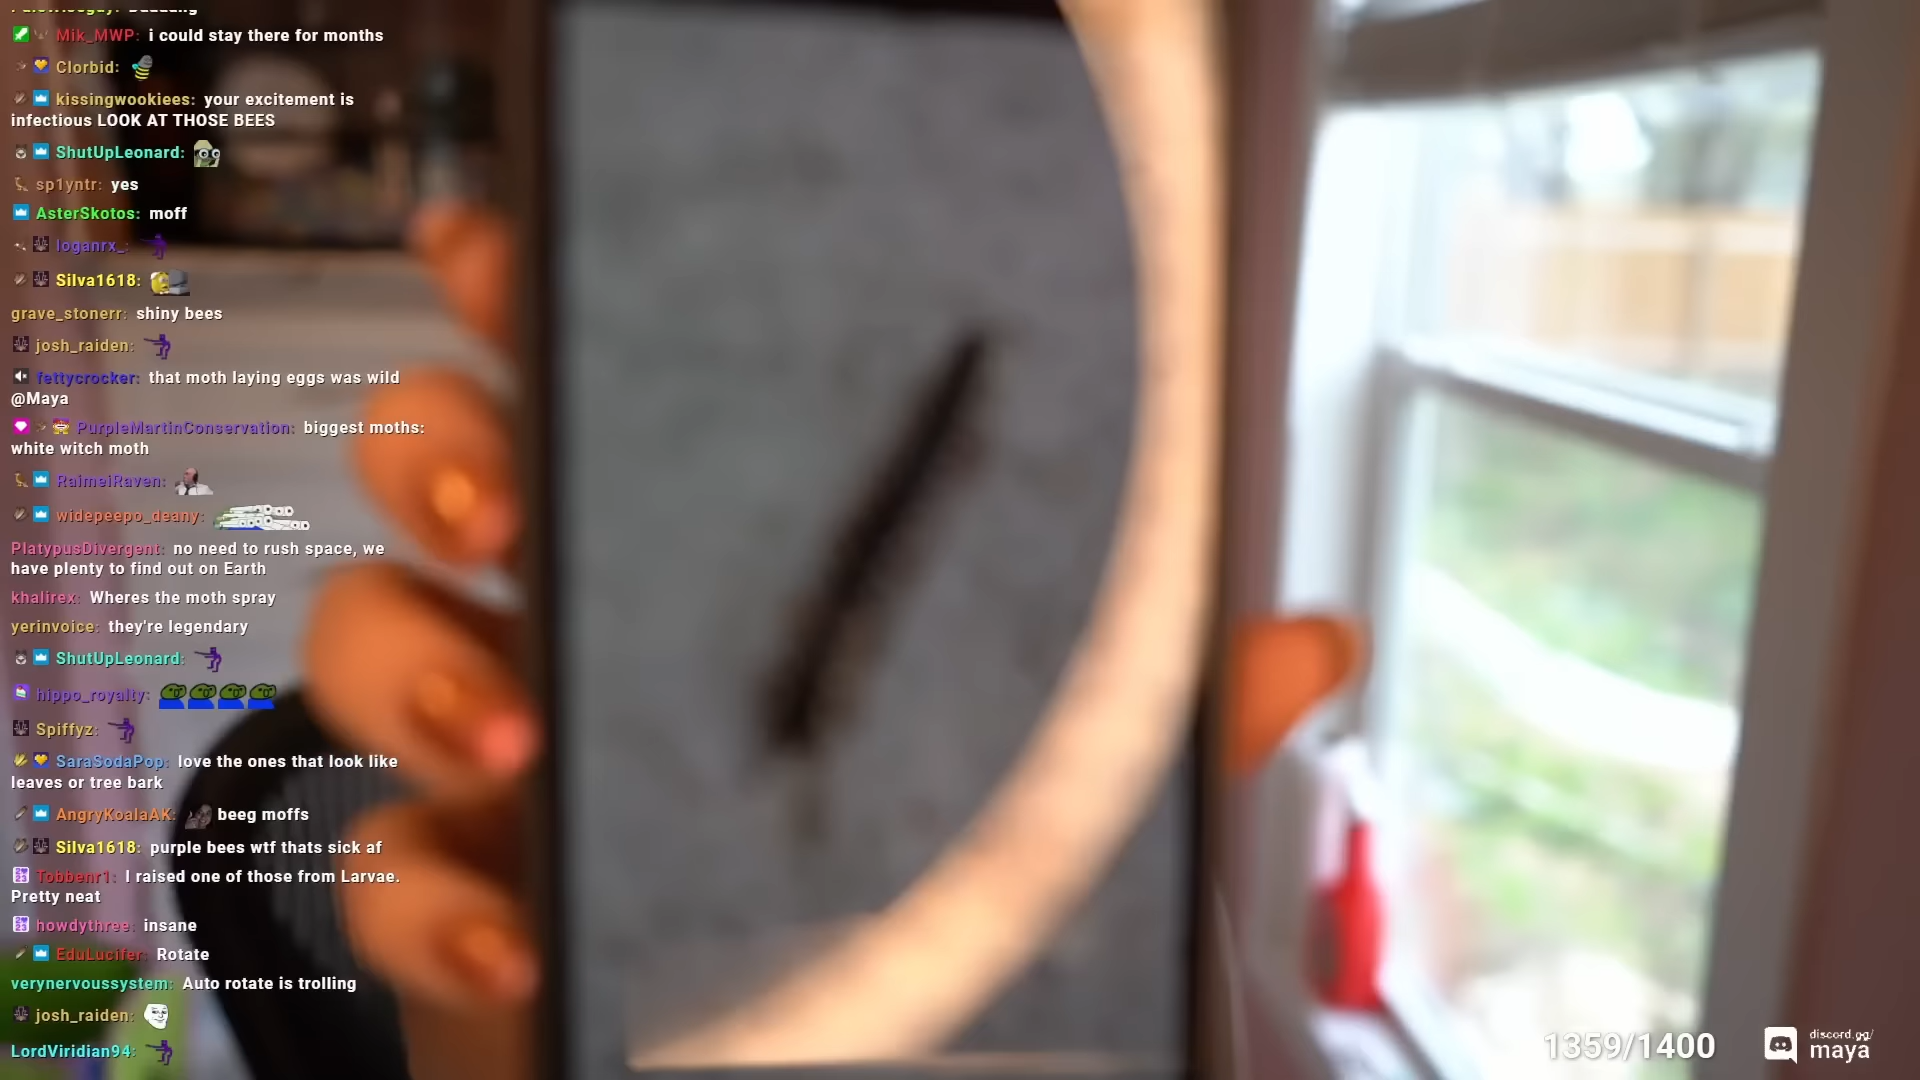 Mik_MWP: i could stay there for months
Clorbid:
kissingwookiees: your excitement is
infectious LOOK AT THOSE BEES
ShutUpLeonard:
sp1yntr: yes
AsterSkotos: moff
loganrx_:
Silva1618:
grave_stonerr: shiny bees
josh_raiden:
fettycrocker: that moth laying eggs was wild
@Maya
PurpleMartinConservation: biggest moths:
white witch moth
RaimeiRaven:
widepeepo_deany:
PlatypusDivergent: no need to rush space, we
have plenty to find out on Earth
khalirex: Wheres the moth spray
yerinvoice: they're legendary
ShutUpLeonard:
hippo_royalty:
Spiffyz:
SaraSodaPop: love the ones that look like
leaves or tree bark
AngryKoalaAK: beeg moffs
Silva1618: purple bees wtf thats sick af
Tobbenr1: I raised one of those from Larvae.
Pretty neat
howdythree: insane
EduLucifer: Rotate
verynervoussystem: Auto rotate is trolling
josh_raiden:
LordViridian94:
1359/1400
discord.gg/
maya